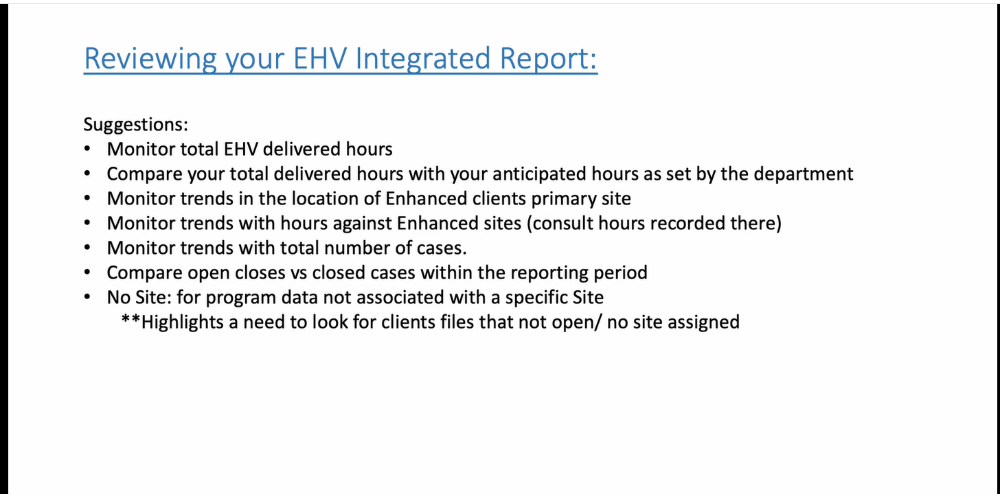 Reviewing your EHV Integrated Report:
Suggestions:
• Monitor total EHV delivered hours
• Compare your total delivered hours with your anticipated hours as set by the department
• Monitor trends in the location of Enhanced clients primary site
• Monitor trends with hours against Enhanced sites (consult hours recorded there)
• Monitor trends with total number of cases.
• Compare open closes vs closed cases within the reporting period
• No Site: for program data not associated with a specific Site
**Highlights a need to look for clients files that not open/ no site assigned